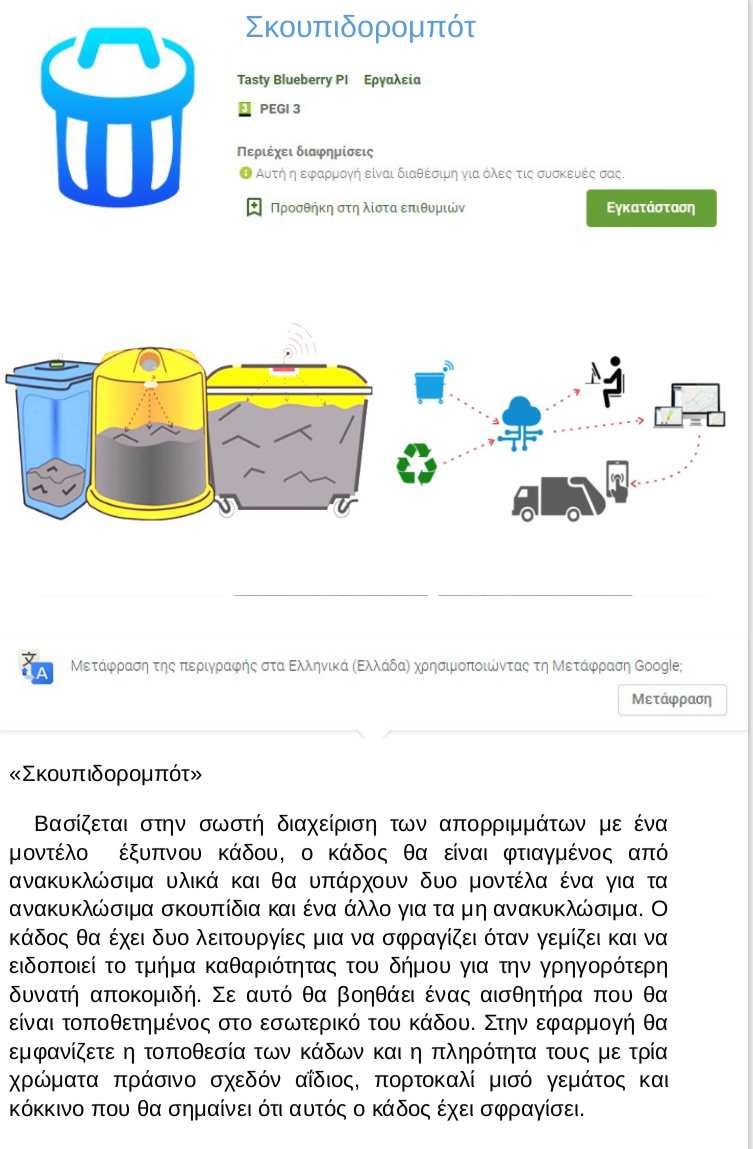 Σκουπιδορομπότ
Tasty Blueberry PI Εργαλεία
3 PEGI 3
Περιέχει διαφημίσεις
Αυτή η εφαρμογή είναι διαθέσιμη για όλες τις συσκευές σας.
Προσθήκη στη λίστα επιθυμιών Εγκατάσταση
文A Μετάφραση της περιγραφής στα Ελληνικά (Ελλάδα) χρησιμοποιώντας τη Μετάφραση Google;
Μετάφραση
«Σκουπιδορομπότ»
Βασίζεται στην σωστή διαχείριση των απορριμμάτων με ένα
μοντέλο έξυπνου κάδου, ο κάδος θα είναι φτιαγμένος από
ανακυκλώσιμα υλικά και θα υπάρχουν δυο μοντέλα ένα για τα
ανακυκλώσιμα σκουπίδια και ένα άλλο για τα μη ανακυκλώσιμα. Ο
κάδος θα έχει δυο λειτουργίες μια να σφραγίζει όταν γεμίζει και να
ειδοποιεί το τμήμα καθαριότητας του δήμου για την γρηγορότερη
δυνατή αποκομιδή. Σε αυτό θα βοηθάει ένας αισθητήρα που θα
είναι τοποθετημένος στο εσωτερικό του κάδου. Στην εφαρμογή θα
εμφανίζετε η τοποθεσία των κάδων και η πληρότητα τους με τρία
χρώματα πράσινο σχεδόν αΐδιος, πορτοκαλί μισό γεμάτος και
κόκκινο που θα σημαίνει ότι αυτός ο κάδος έχει σφραγίσει.